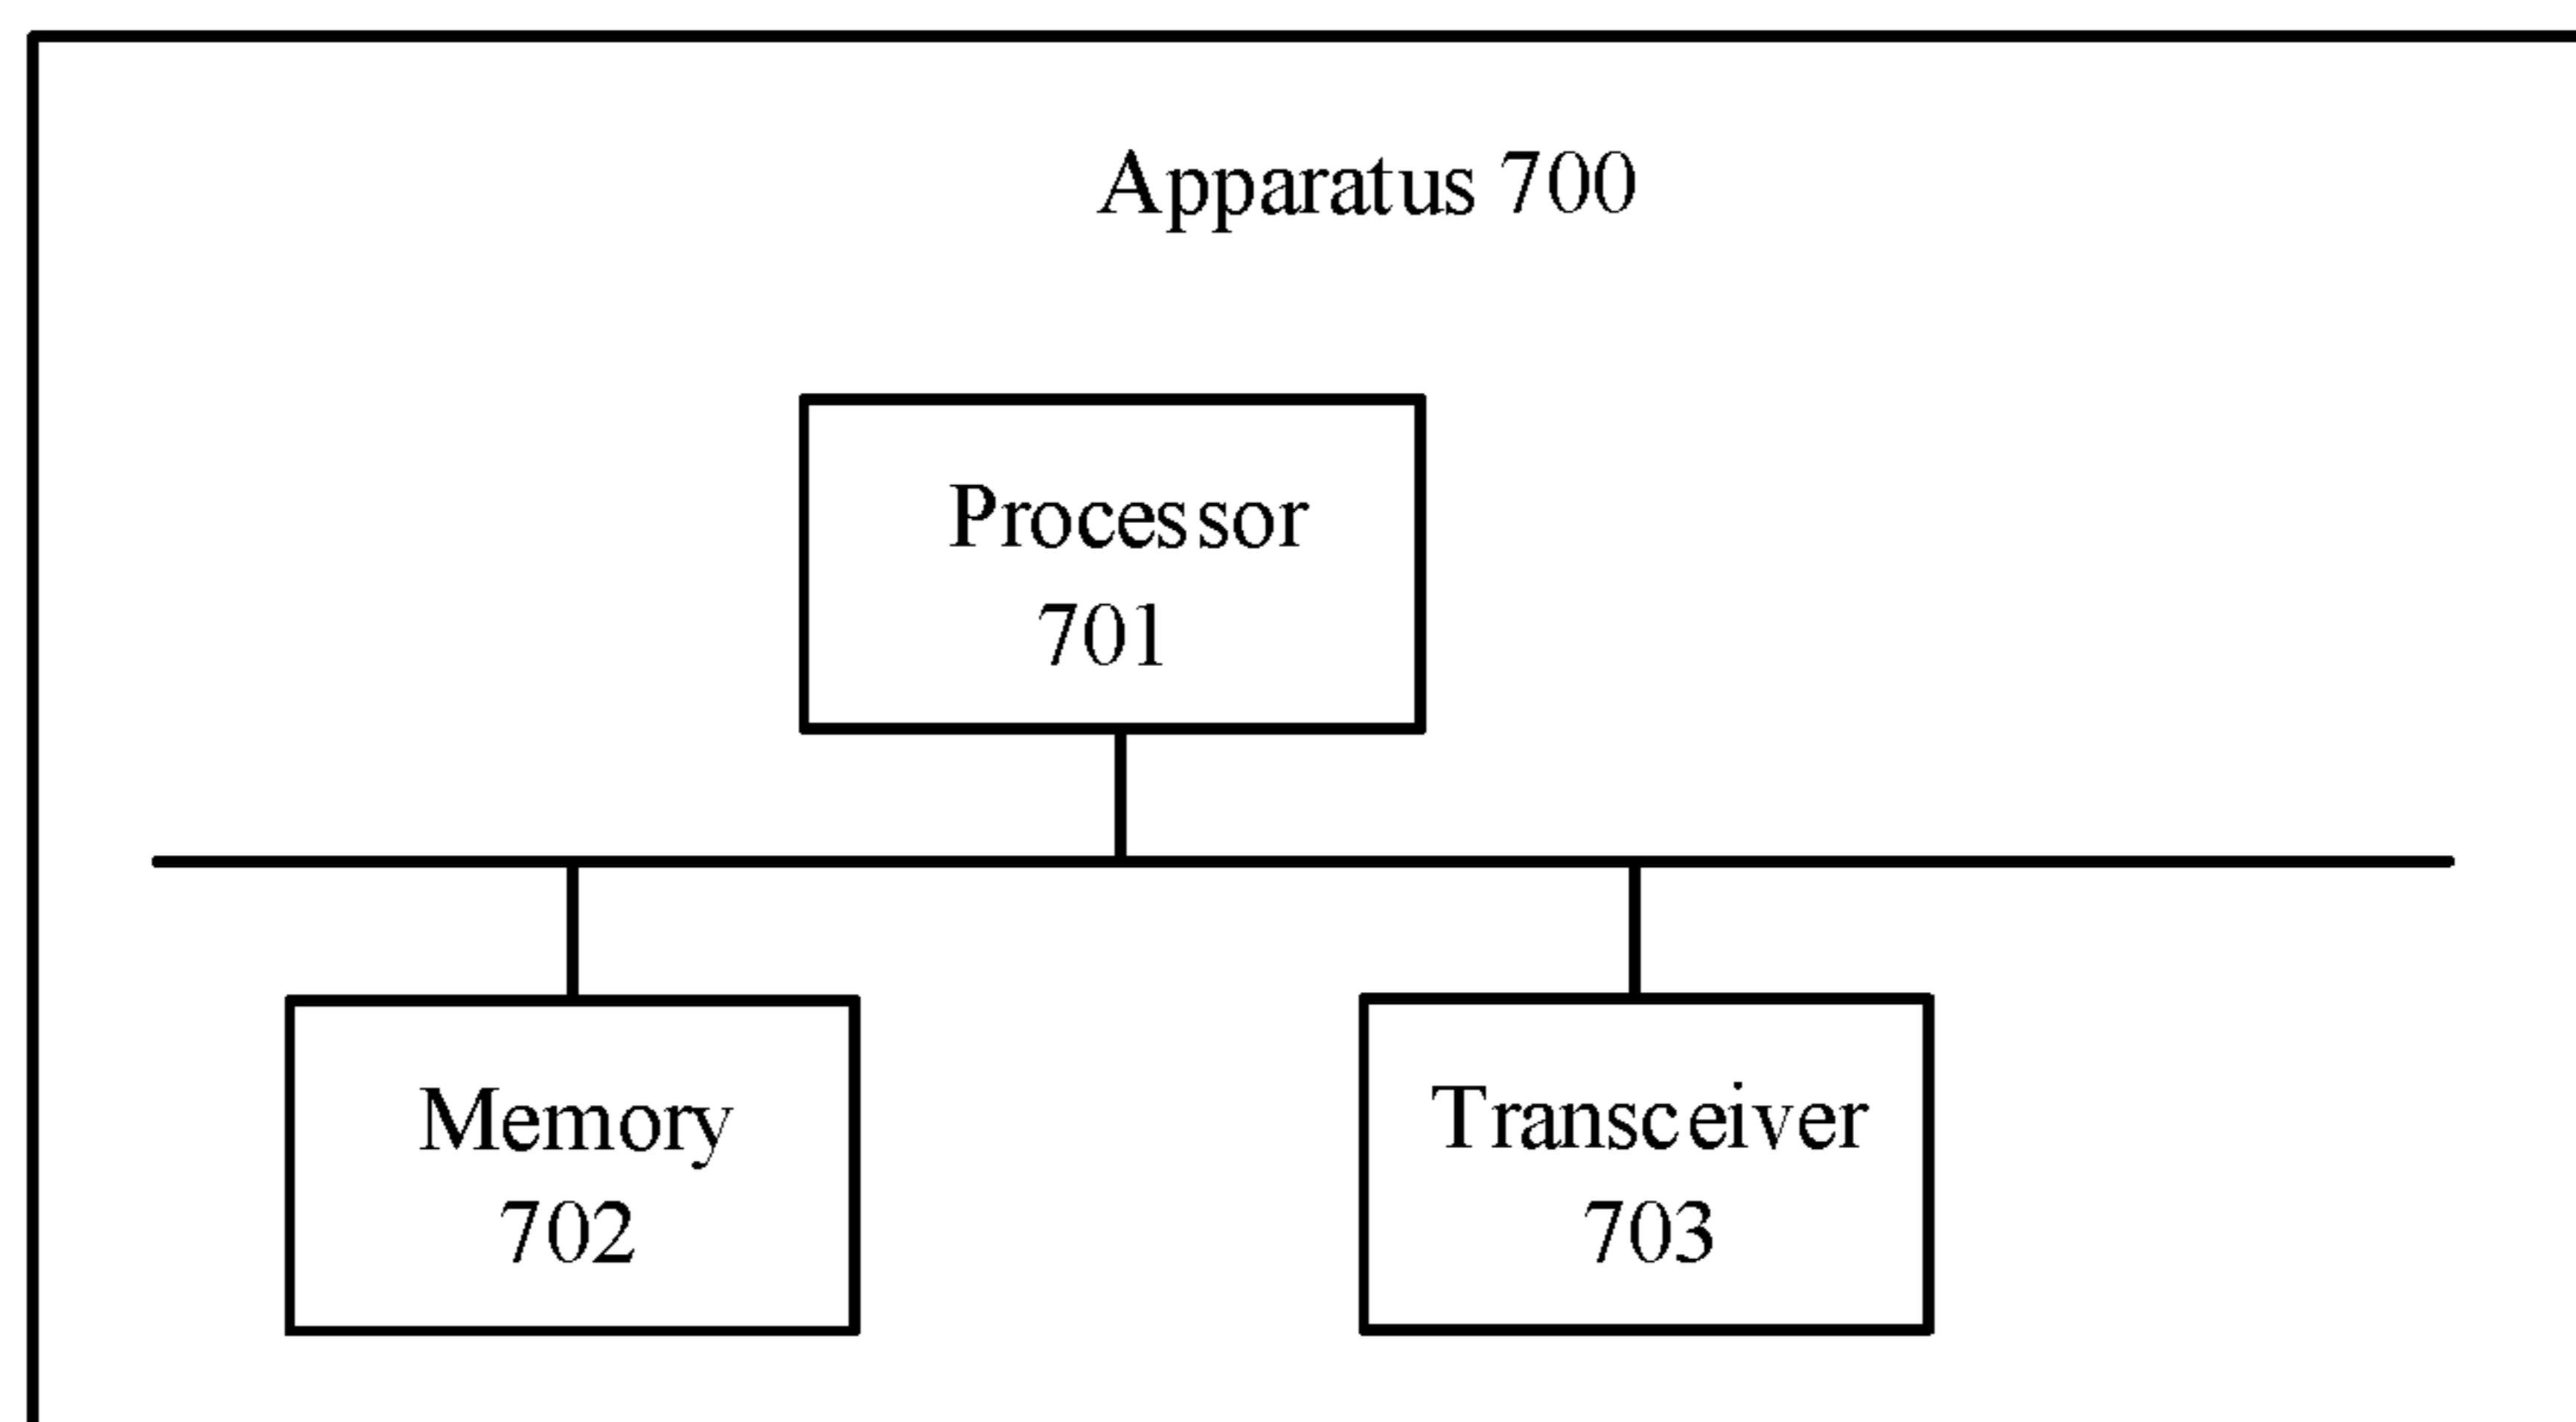 Apparatus 700
Processor
701
Memory
702
Transceiver
703